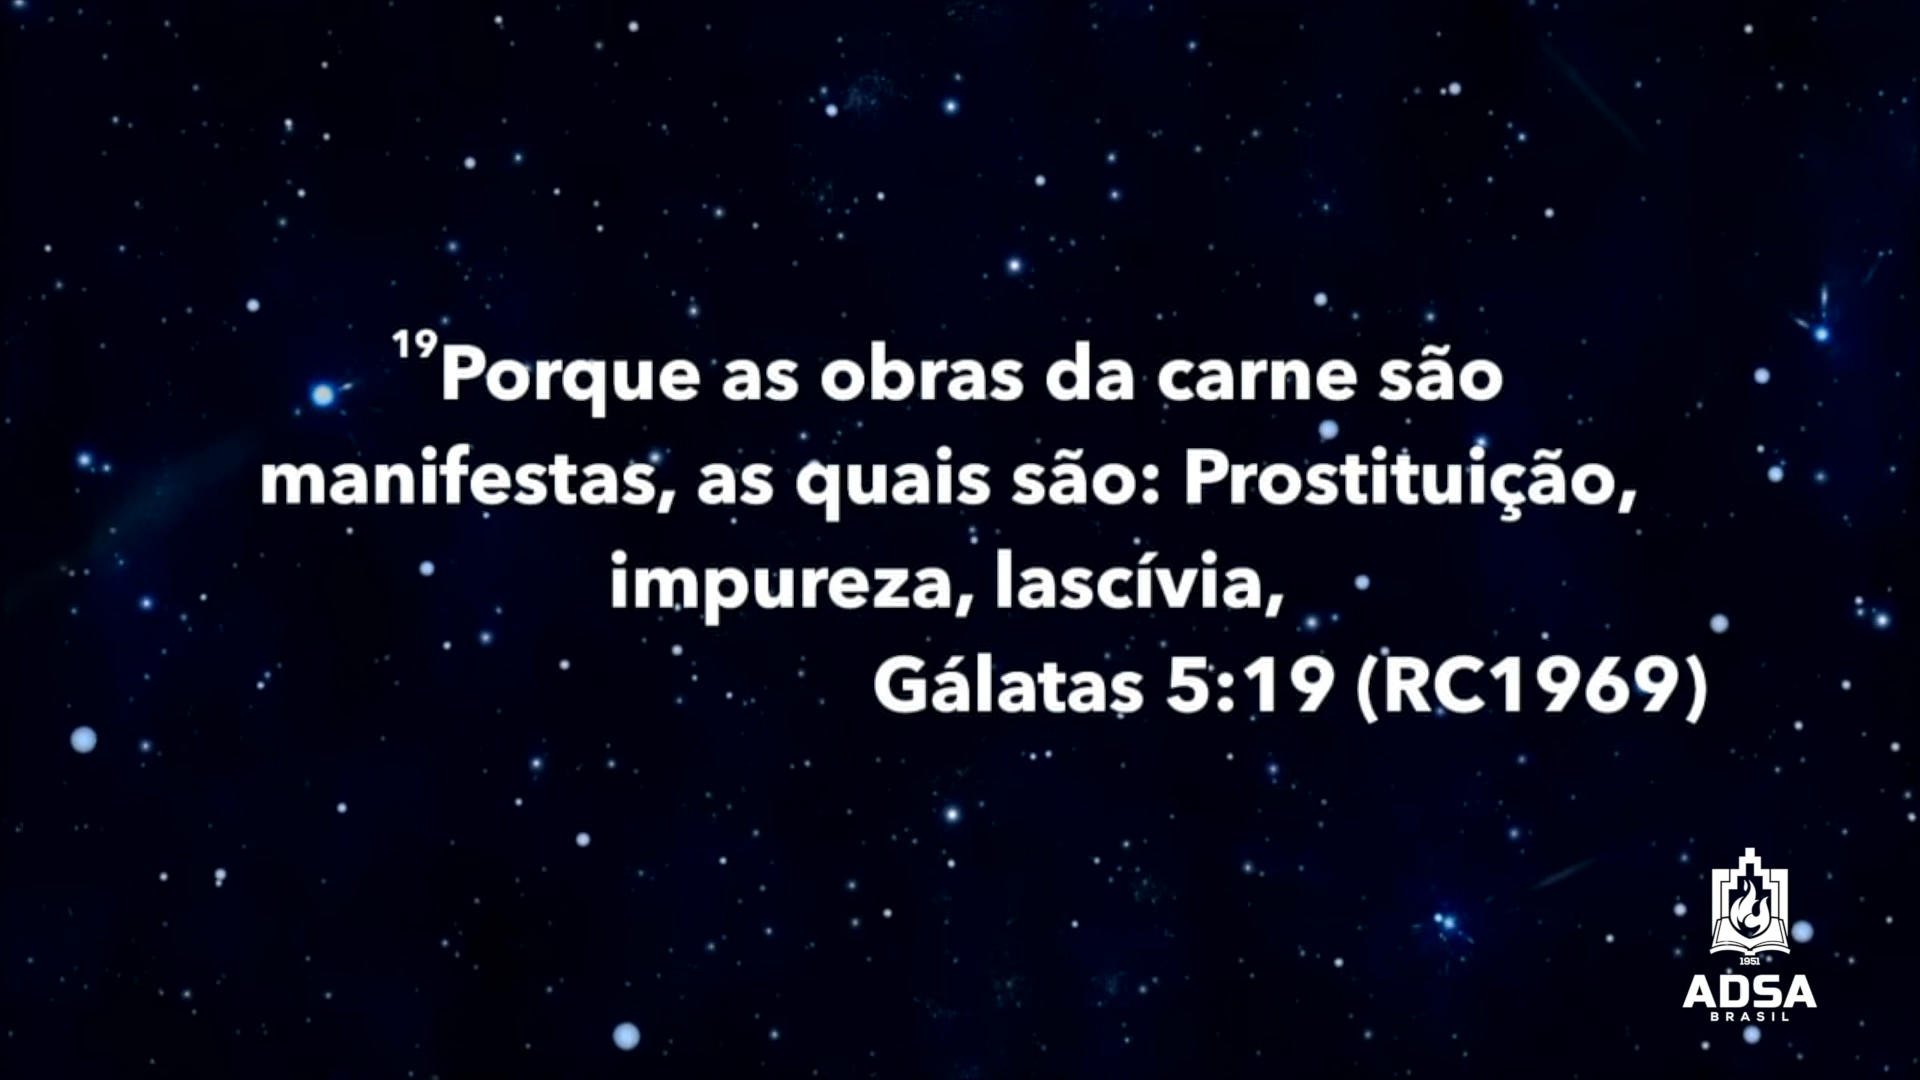 19Porque as obras da carne são
manifestas, as quais são: Prostituição,
impureza, lascívia,
Gálatas 5:19 (RC1969)
1951
ADSA
BRASIL